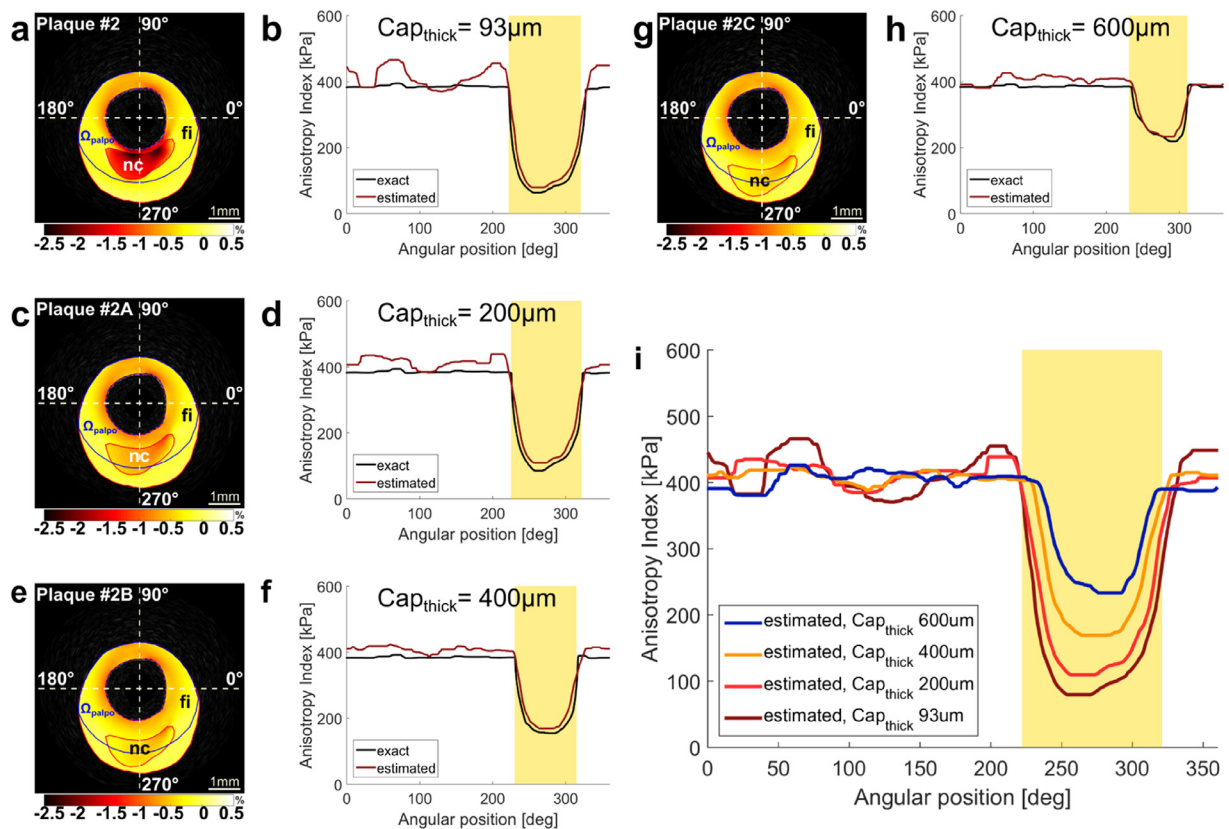 a
Plaque #2 90°
180° 0°
Ωpalpo fi
nc
270° 1mm
%
-2.5 -2 -1.5 -1 -0.5 0 0.5
b
Capthick= 93µm
Anisotropy Index [kPa]
600
400
200
0
exact
estimated
0 100 200 300
Angular position [deg]
g
Plaque #2C 90°
180° 0°
Ωpalpo fi
nc
270° 1mm
%
-2.5 -2 -1.5 -1 -0.5 0 0.5
h
Capthick= 600µm
Anisotropy Index [kPa]
600
400
200
0
exact
estimated
0 100 200 300
Angular position [deg]
c
Plaque #2A 90°
180° 0°
Ωpalpo fi
nc
270° 1mm
%
-2.5 -2 -1.5 -1 -0.5 0 0.5
d
Capthick= 200µm
Anisotropy Index [kPa]
600
400
200
0
exact
estimated
0 100 200 300
Angular position [deg]
e
Plaque #2B 90°
180° 0°
Ωpalpo fi
nc
270° 1mm
%
-2.5 -2 -1.5 -1 -0.5 0 0.5
f
Capthick= 400µm
Anisotropy Index [kPa]
600
400
200
0
exact
estimated
0 100 200 300
Angular position [deg]
i
Anisotropy Index [kPa]
600
500
400
300
200
100
0
estimated, Capthick 600um
estimated, Capthick 400um
estimated, Capthick 200um
estimated, Capthick 93um
0 50 100 150 200 250 300 350
Angular position [deg]